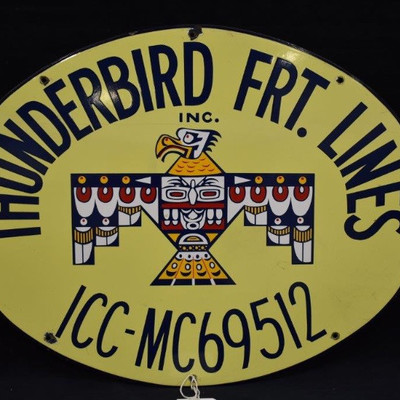 THUNDERBIRD FRT. LINES
INC.
ICC-MC69512